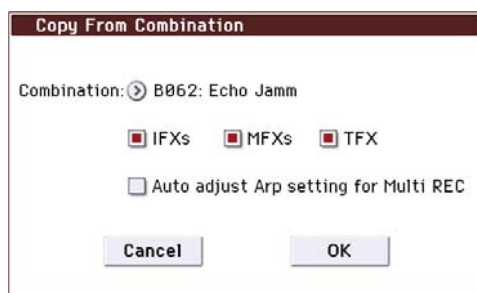 Copy From Combination
Combination: B062: Echo Jamm
IFXs MFXs TFX
Auto adjust Arp setting for Multi REC
Cancel OK